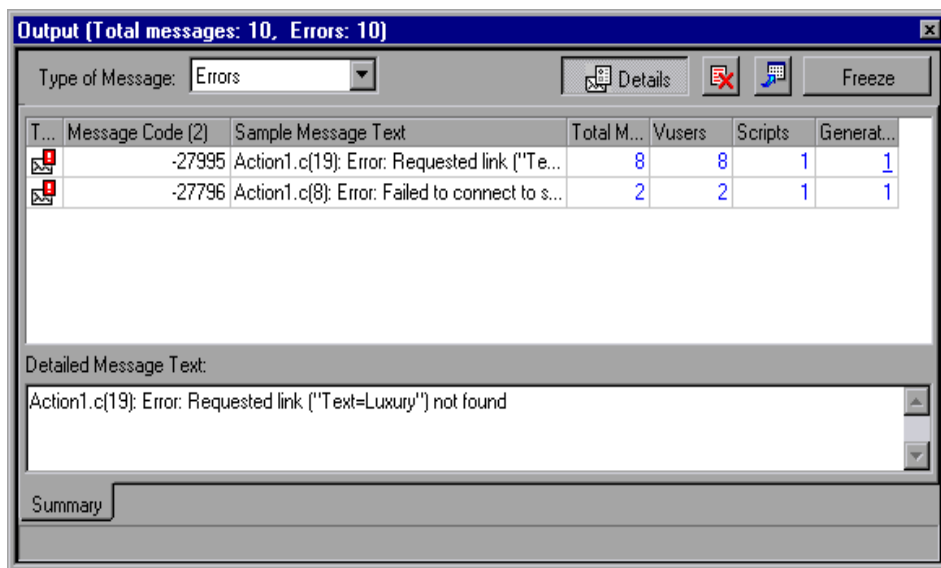 Output (Total messages: 10, Errors: 10)
Type of Message: Errors Details Freeze
T... Message Code (2) Sample Message Text Total M... Vusers Scripts Generat...
-27995 Action1.c(19): Error: Requested link ("Te... 8 8 1 1
-27796 Action1.c(8): Error: Failed to connect to s... 2 2 1 1
Detailed Message Text:
Action1.c(19): Error: Requested link ("Text=Luxury") not found
Summary